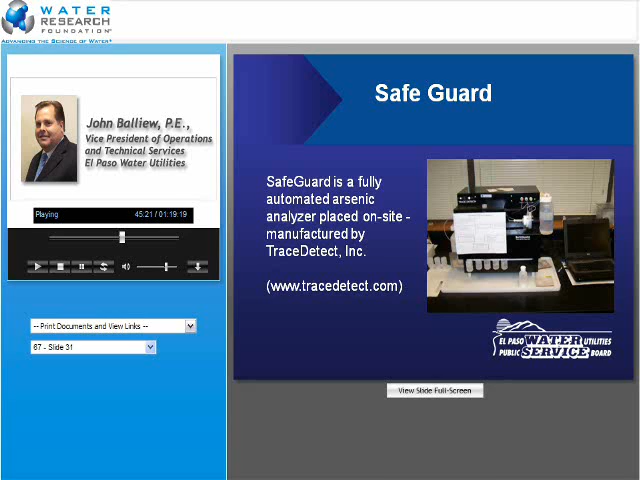 WATER
RESEARCH
FOUNDATION
ADVANCING THE SCIENCE OF WATER
John Balliew, P.E.,
Vice President of Operations
and Technical Services
El Paso Water Utilities
Playing 45:21 / 01:19:19
-- Print Documents and View Links --
67 - Slide 31
Safe Guard
SafeGuard is a fully
automated arsenic
analyzer placed on-site -
manufactured by
TraceDetect, Inc.
(www.tracedetect.com)
EL PASO WATER UTILITIES
PUBLIC SERVICE BOARD
View Slide Full-Screen